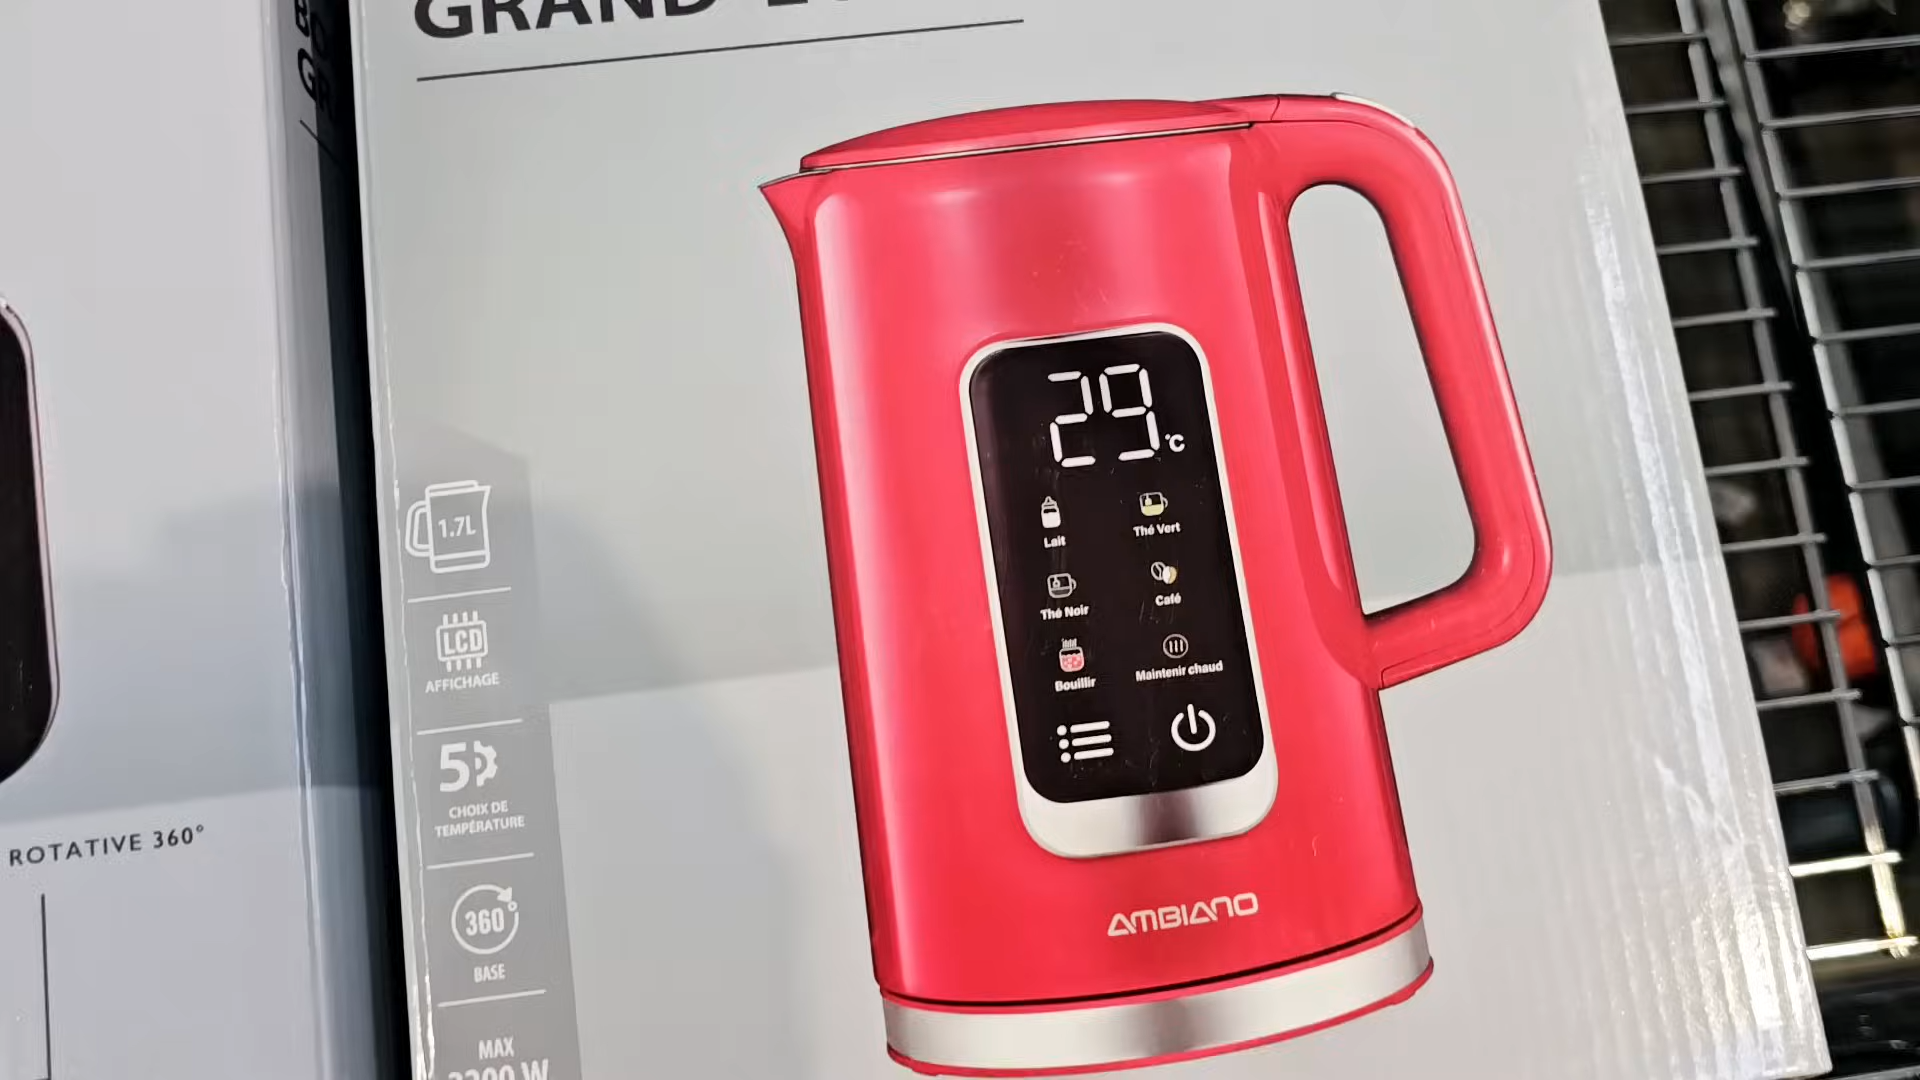 GRAND
1.7L
LCD
AFFICHAGE
5
CHOIX DE
TEMPÉRATURE
360°
BASE
MAX
29°C
Lait
Thé Vert
Thé Noir
Café
Bouillir
Maintenir chaud
AMBIANO
ROTATIVE 360°